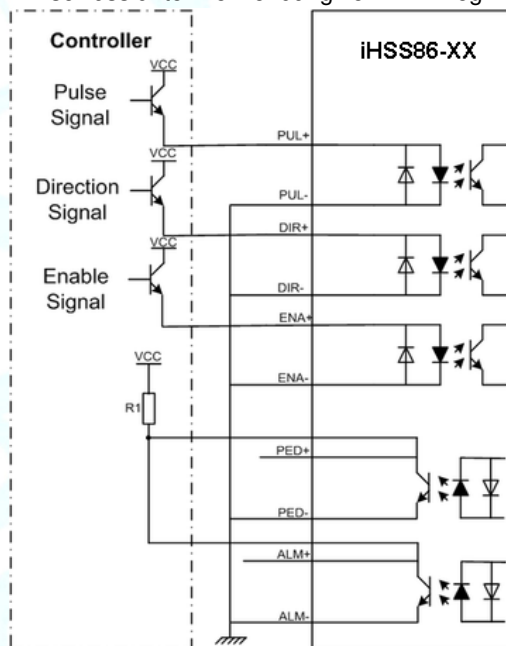 Controller
iHSS86-XX
VCC
Pulse
Signal
PUL+
VCC
PUL-
Direction
Signal
DIR+
VCC
Enable
Signal
DIR-
ENA+
VCC
ENA-
R1
PED+
PED-
ALM+
ALM-